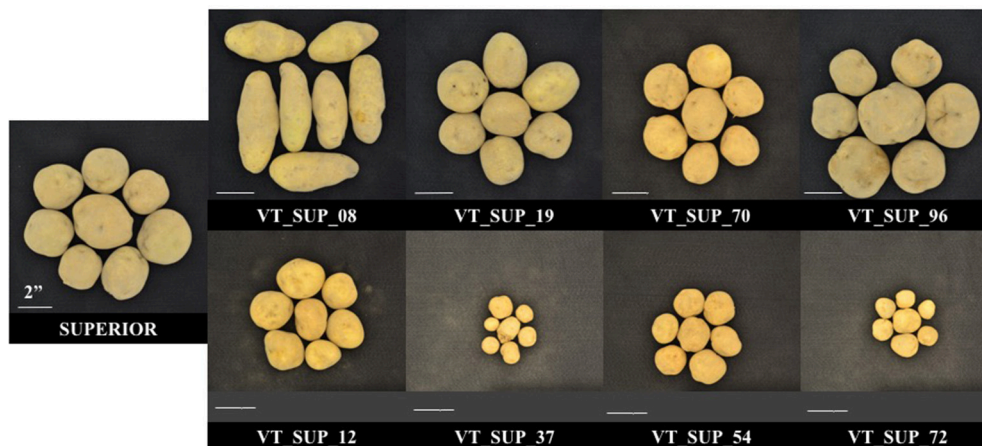 VT_SUP_08
VT_SUP_19
VT_SUP_70
VT_SUP_96
2”
SUPERIOR
VT_SUP_12
VT_SUP_37
VT_SUP_54
VT_SUP_72